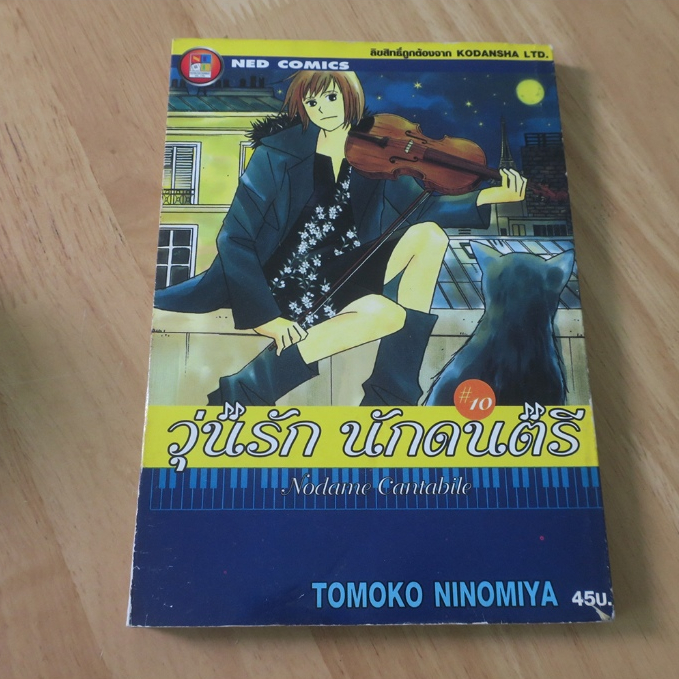 ลิขสิทธิ์ถูกต้องจาก KODANSHA LTD.
NED COMICS
#10
วุ่นรัก นักดนตรี
Nodame Cantabile
TOMOKO NINOMIYA 45บ.